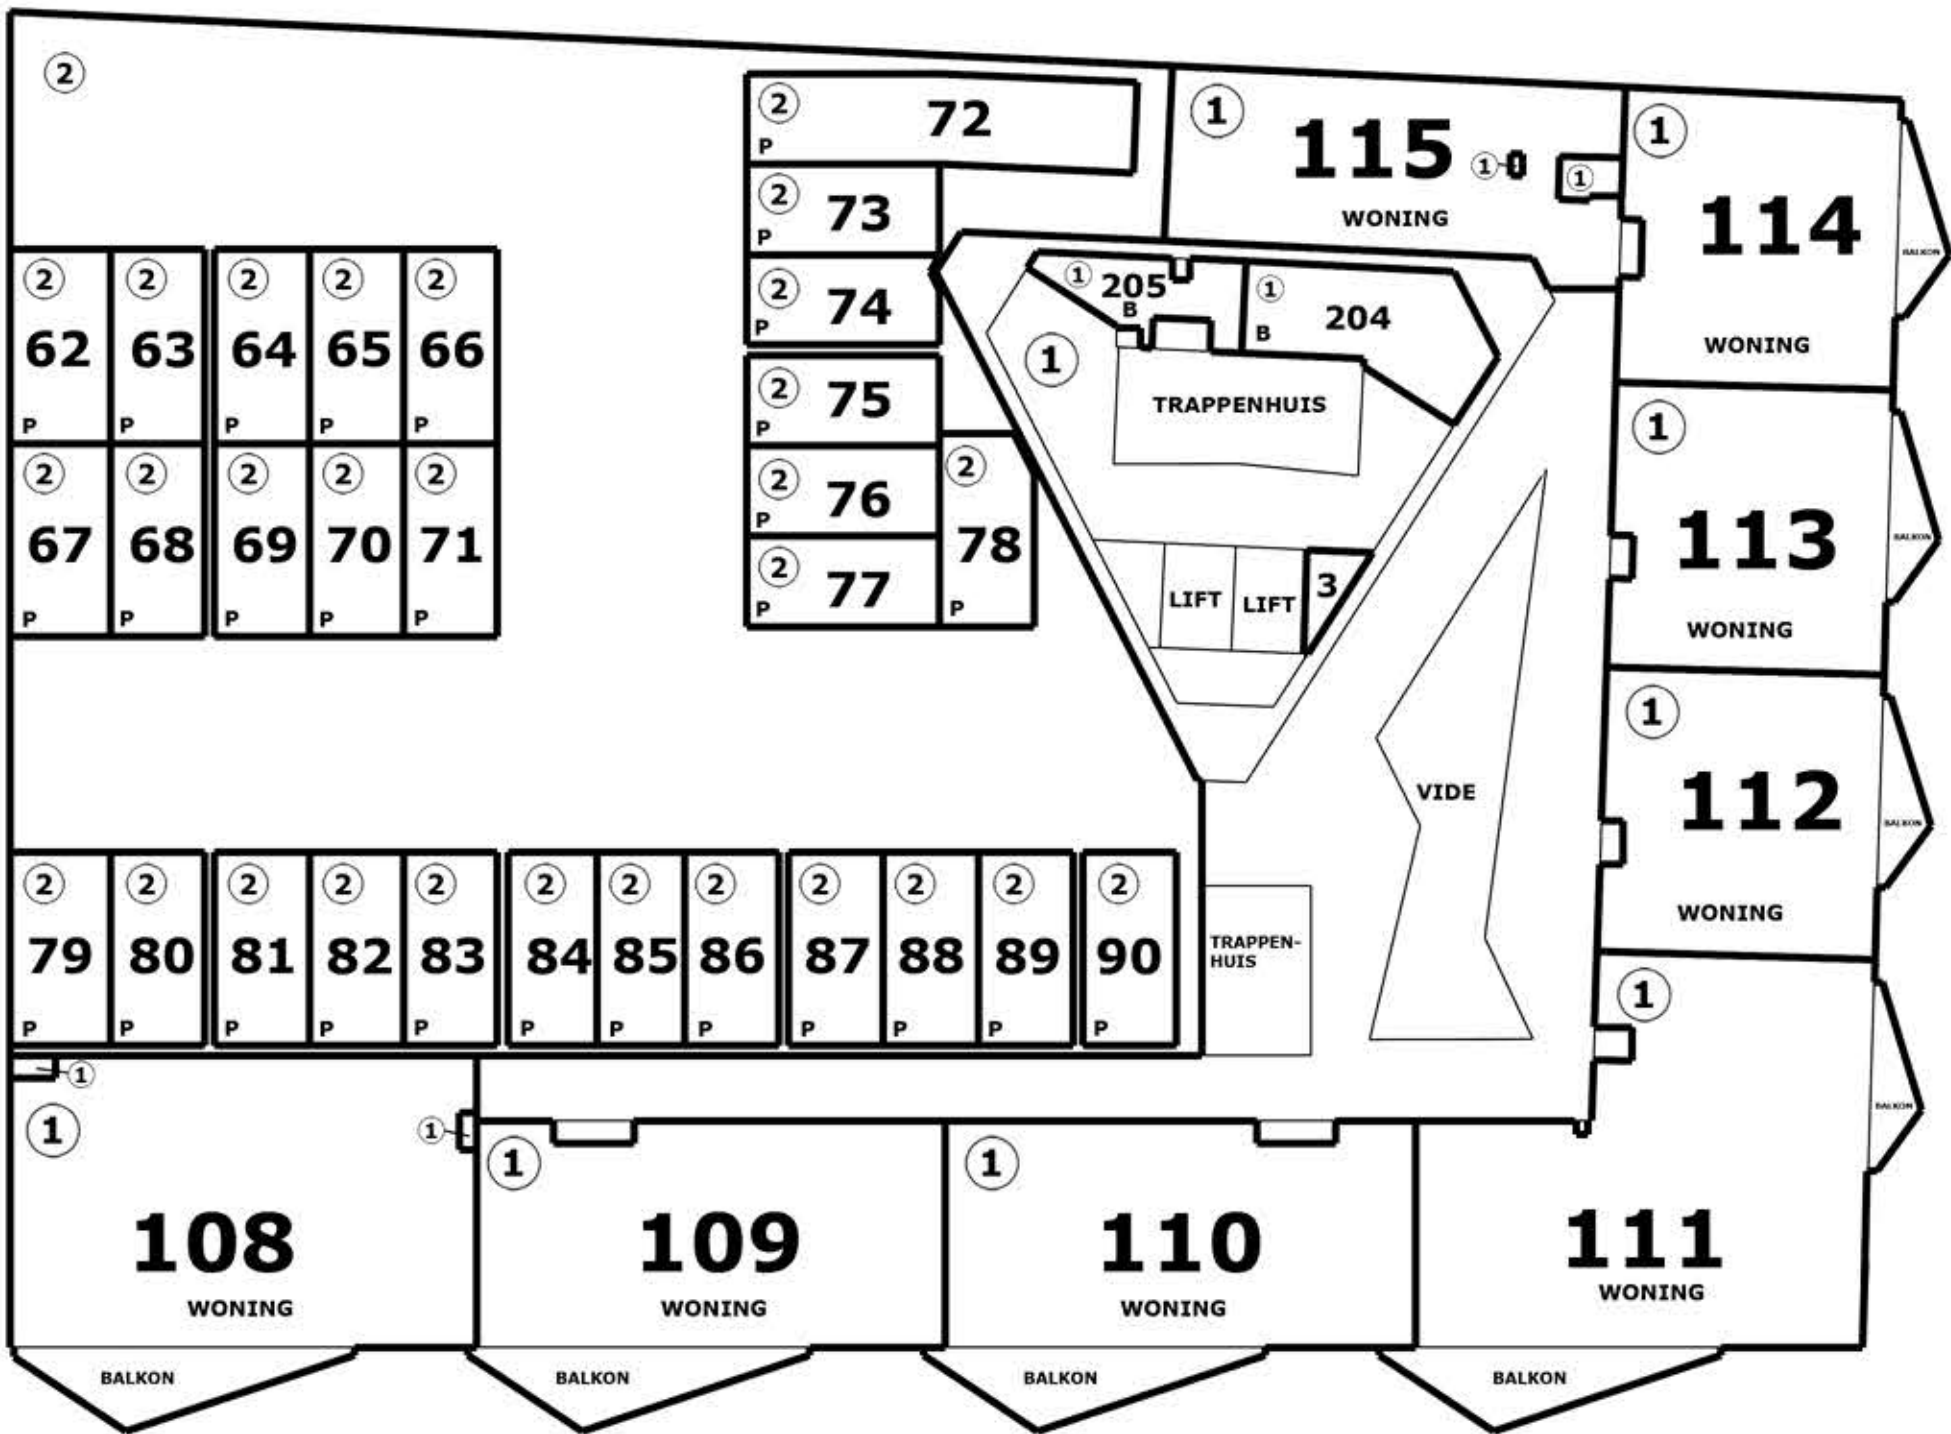 2
2 72
P
1 115 1 1
WONING
1 114
WONING
BALKON
2 73
P
2 74
P
2 2 2 2 2
62 63 64 65 66
P P P P P
2 2 2 2 2
67 68 69 70 71
P P P P P
2 75
P
2 76
P
2 77
P
2
78
P
1 205
B
1 204
B
1
TRAPPENHUIS
LIFT LIFT 3
1
113
WONING
BALKON
1
112
WONING
BALKON
VIDE
2 2 2 2 2 2 2 2 2 2 2 2
79 80 81 82 83 84 85 86 87 88 89 90
P P P P P P P P P P P P
TRAPPEN-
HUIS
1
111
WONING
BALKON
BALKON
1
1
1
108
WONING
BALKON
1
109
WONING
BALKON
1
110
WONING
BALKON